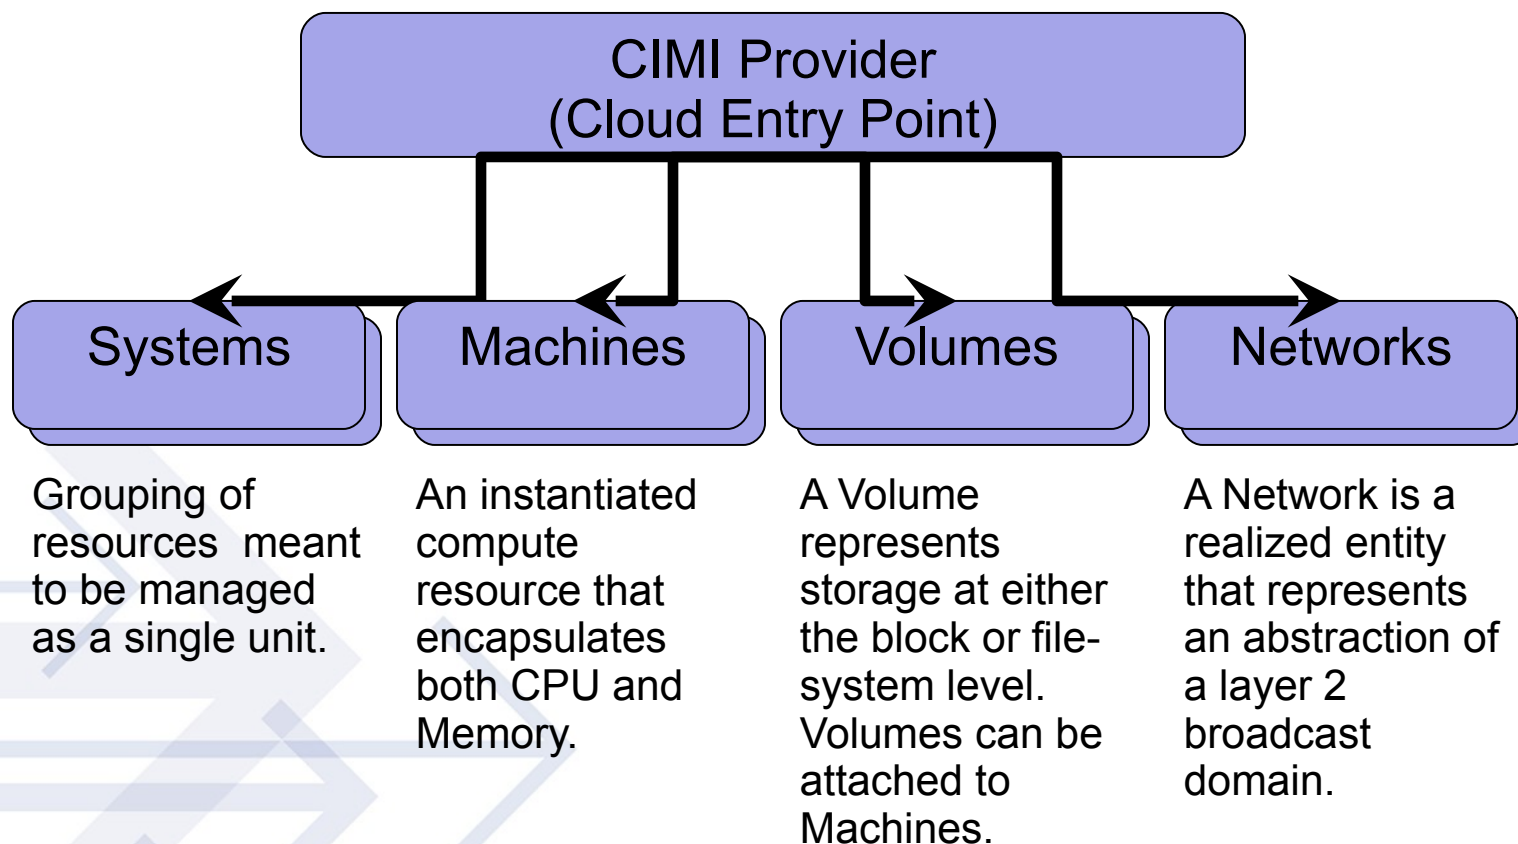 CIMI Provider
(Cloud Entry Point)
Systems
Machines
Volumes
Networks
Grouping of
resources  meant
to be managed
as a single unit.
An instantiated
compute
resource that
encapsulates
both CPU and
Memory.
A Volume
represents
storage at either
the block or file-
system level.
Volumes can be
attached to
Machines.
A Network is a
realized entity
that represents
an abstraction of
a layer 2
broadcast
domain.